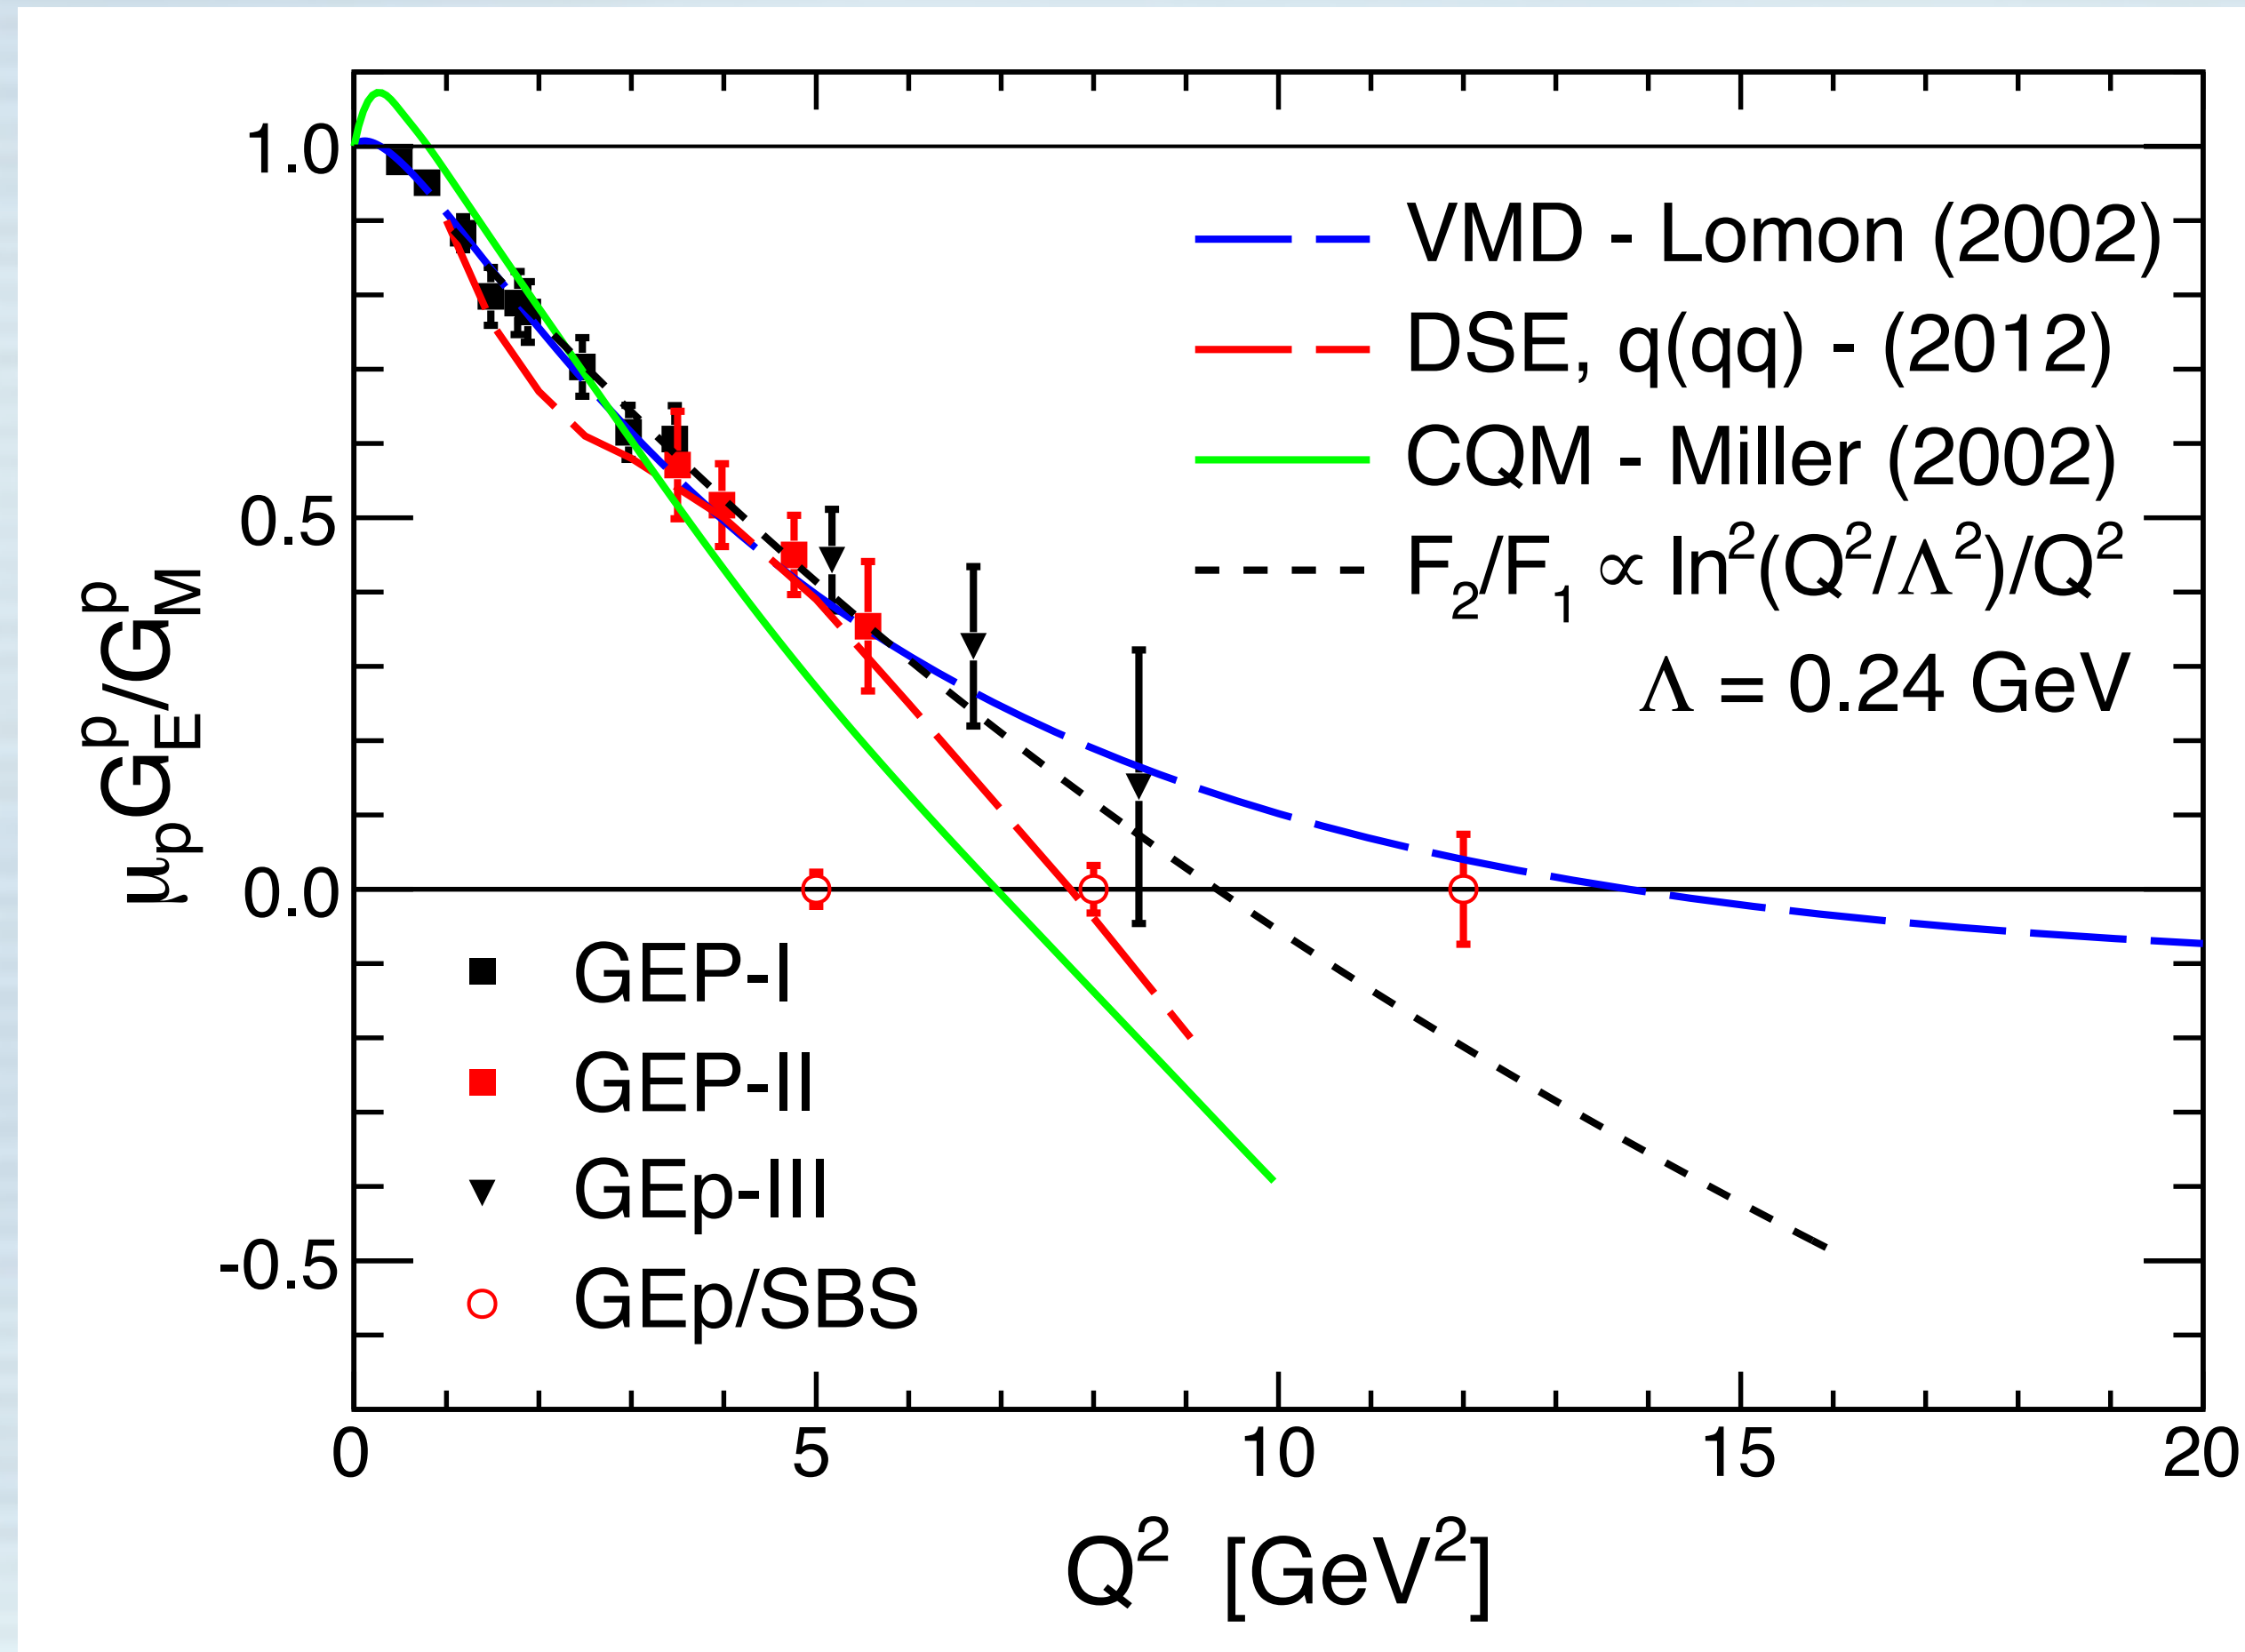 1.0
0.5
0.0
-0.5
μpG_E^p/G_M^p
VMD - Lomon (2002)
DSE, q(qq) - (2012)
CQM - Miller (2002)
F₂/F₁ ∝ ln²(Q²/Λ²)/Q²
Λ = 0.24 GeV
GEP-I
GEP-II
GEp-III
GEp/SBS
0 5 10 15 20
Q² [GeV²]